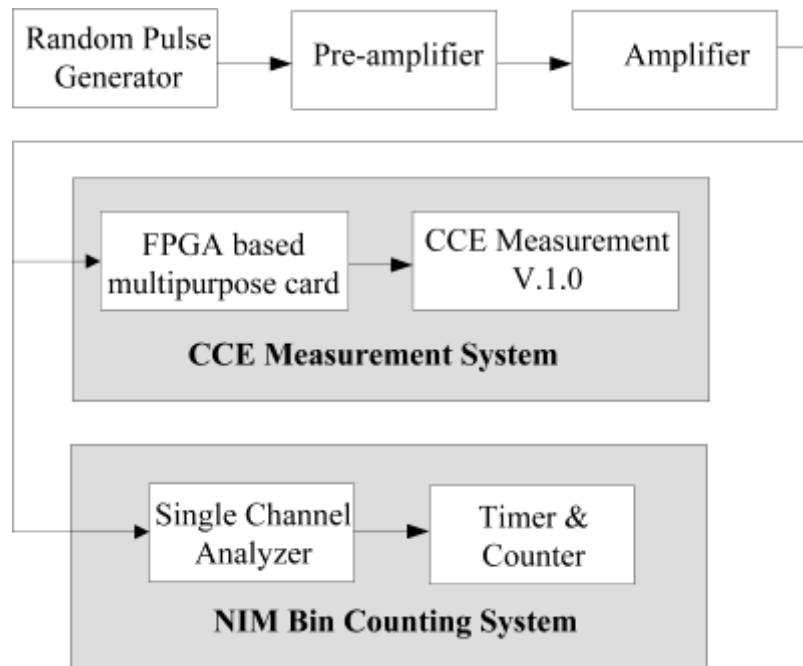 Random Pulse
Generator
Pre-amplifier
Amplifier
FPGA based
multipurpose card
CCE Measurement
V.1.0
CCE Measurement System
Single Channel
Analyzer
Timer &
Counter
NIM Bin Counting System